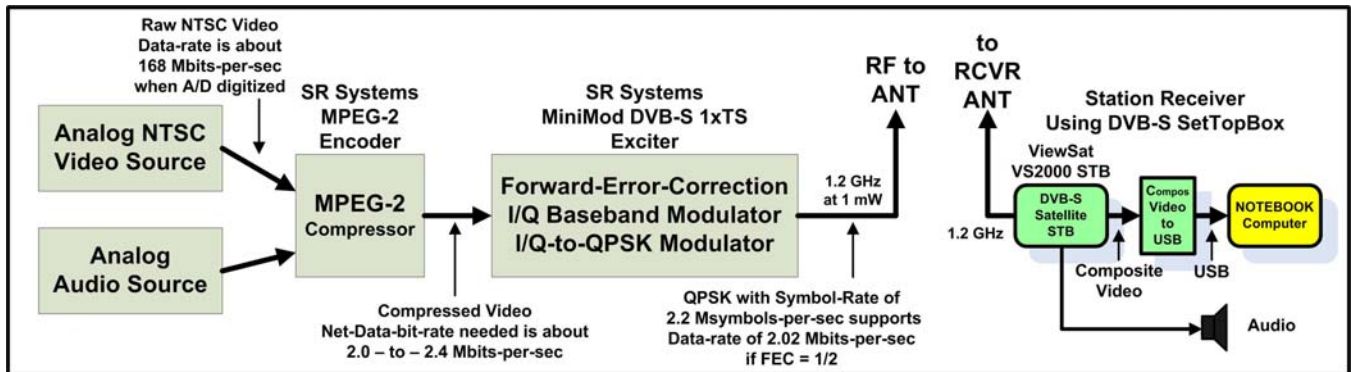 Raw NTSC Video
Data-rate is about
168 Mbits-per-sec
when A/D digitized
Analog NTSC
Video Source
Analog
Audio Source
SR Systems
MPEG-2
Encoder
MPEG-2
Compressor
Compressed Video
Net-Data-bit-rate needed is about
2.0 – to – 2.4 Mbits-per-sec
SR Systems
MiniMod DVB-S 1xTS
Exciter
Forward-Error-Correction
I/Q Baseband Modulator
I/Q-to-QPSK Modulator
1.2 GHz
at 1 mW
RF to
ANT
QPSK with Symbol-Rate of
2.2 Msymbols-per-sec supports
Data-rate of 2.02 Mbits-per-sec
if FEC = 1/2
to
RCVR
ANT
1.2 GHz
Station Receiver
Using DVB-S SetTopBox
ViewSat
VS2000 STB
DVB-S
Satellite
STB
Composite
Video
Compos
Video
to
USB
USB
NOTEBOOK
Computer
Audio